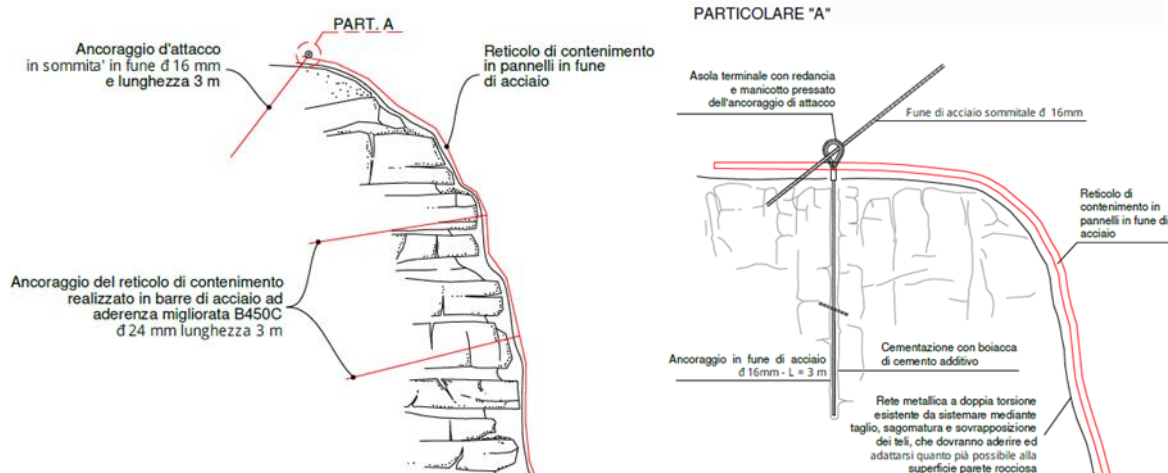 PART. A
Ancoraggio d'attacco
in sommita' in fune đ 16 mm
e lunghezza 3 m
Reticolo di contenimento
in pannelli in fune
di acciaio
Ancoraggio del reticolo di contenimento
realizzato in barre di acciaio ad
aderenza migliorata B450C
đ 24 mm lunghezza 3 m
PARTICOLARE "A"
Asola terminale con redancia
e manicotto pressato
dell'ancoraggio di attacco
Fune di acciaio sommitale đ 16mm
Reticolo di
contenimento in
pannelli in fune di
acciaio
Ancoraggio in fune di acciaio
đ 16mm - L = 3 m
Cementazione con boiacca
di cemento additivo
Rete metallica a doppia torsione
esistente da sistemare mediante
taglio, sagomatura e sovrapposizione
dei teli, che dovranno aderire ed
adattarsi quanto pià possibile alla
superficie parete rocciosa